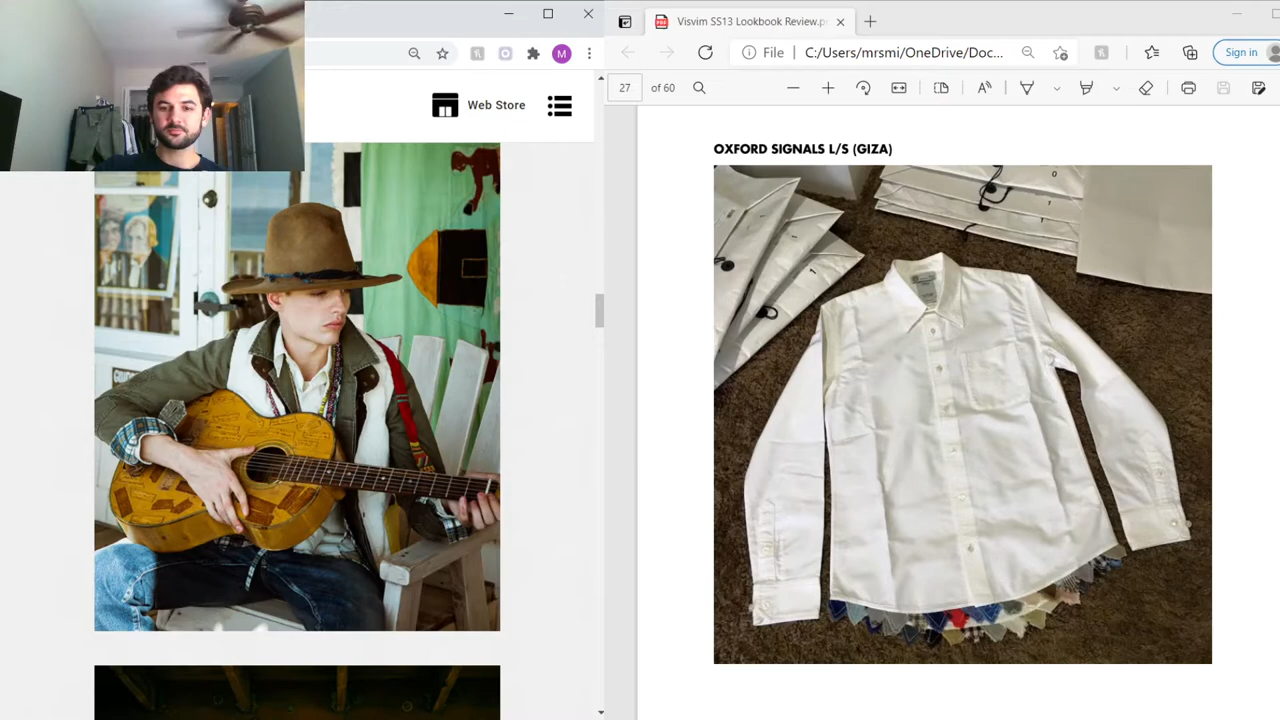 Web Store
Visvim SS13 Lookbook Review.p
File
C:/Users/mrsmi/OneDrive/Doc...
Sign in
27 of 60
M
OXFORD SIGNALS L/S (GIZA)